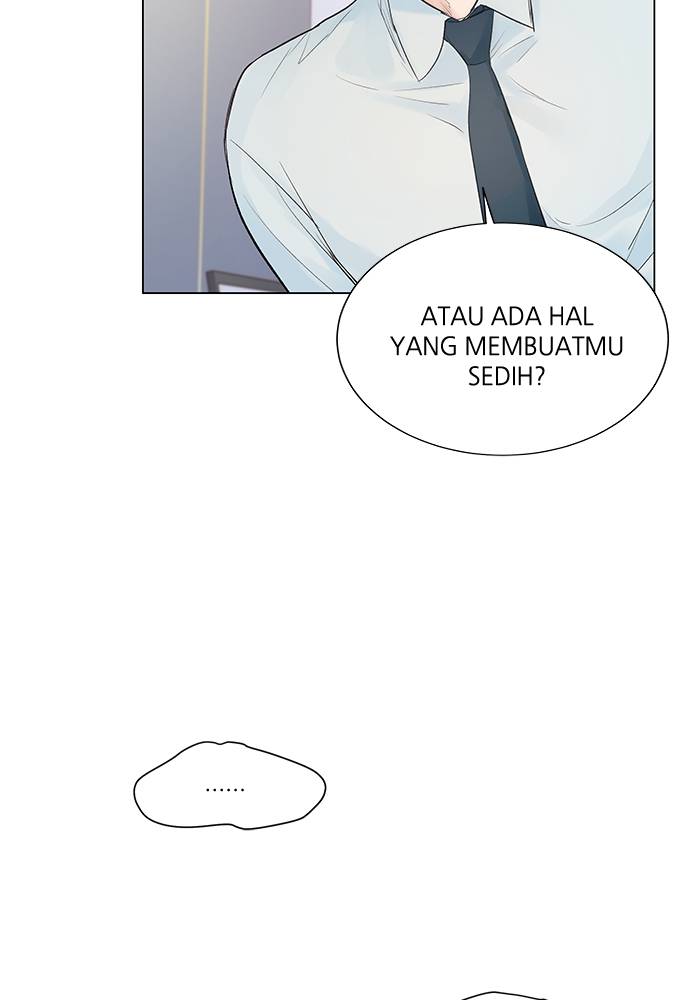 ATAU ADA HAL
YANG MEMBUATMU
SEDIH?
......